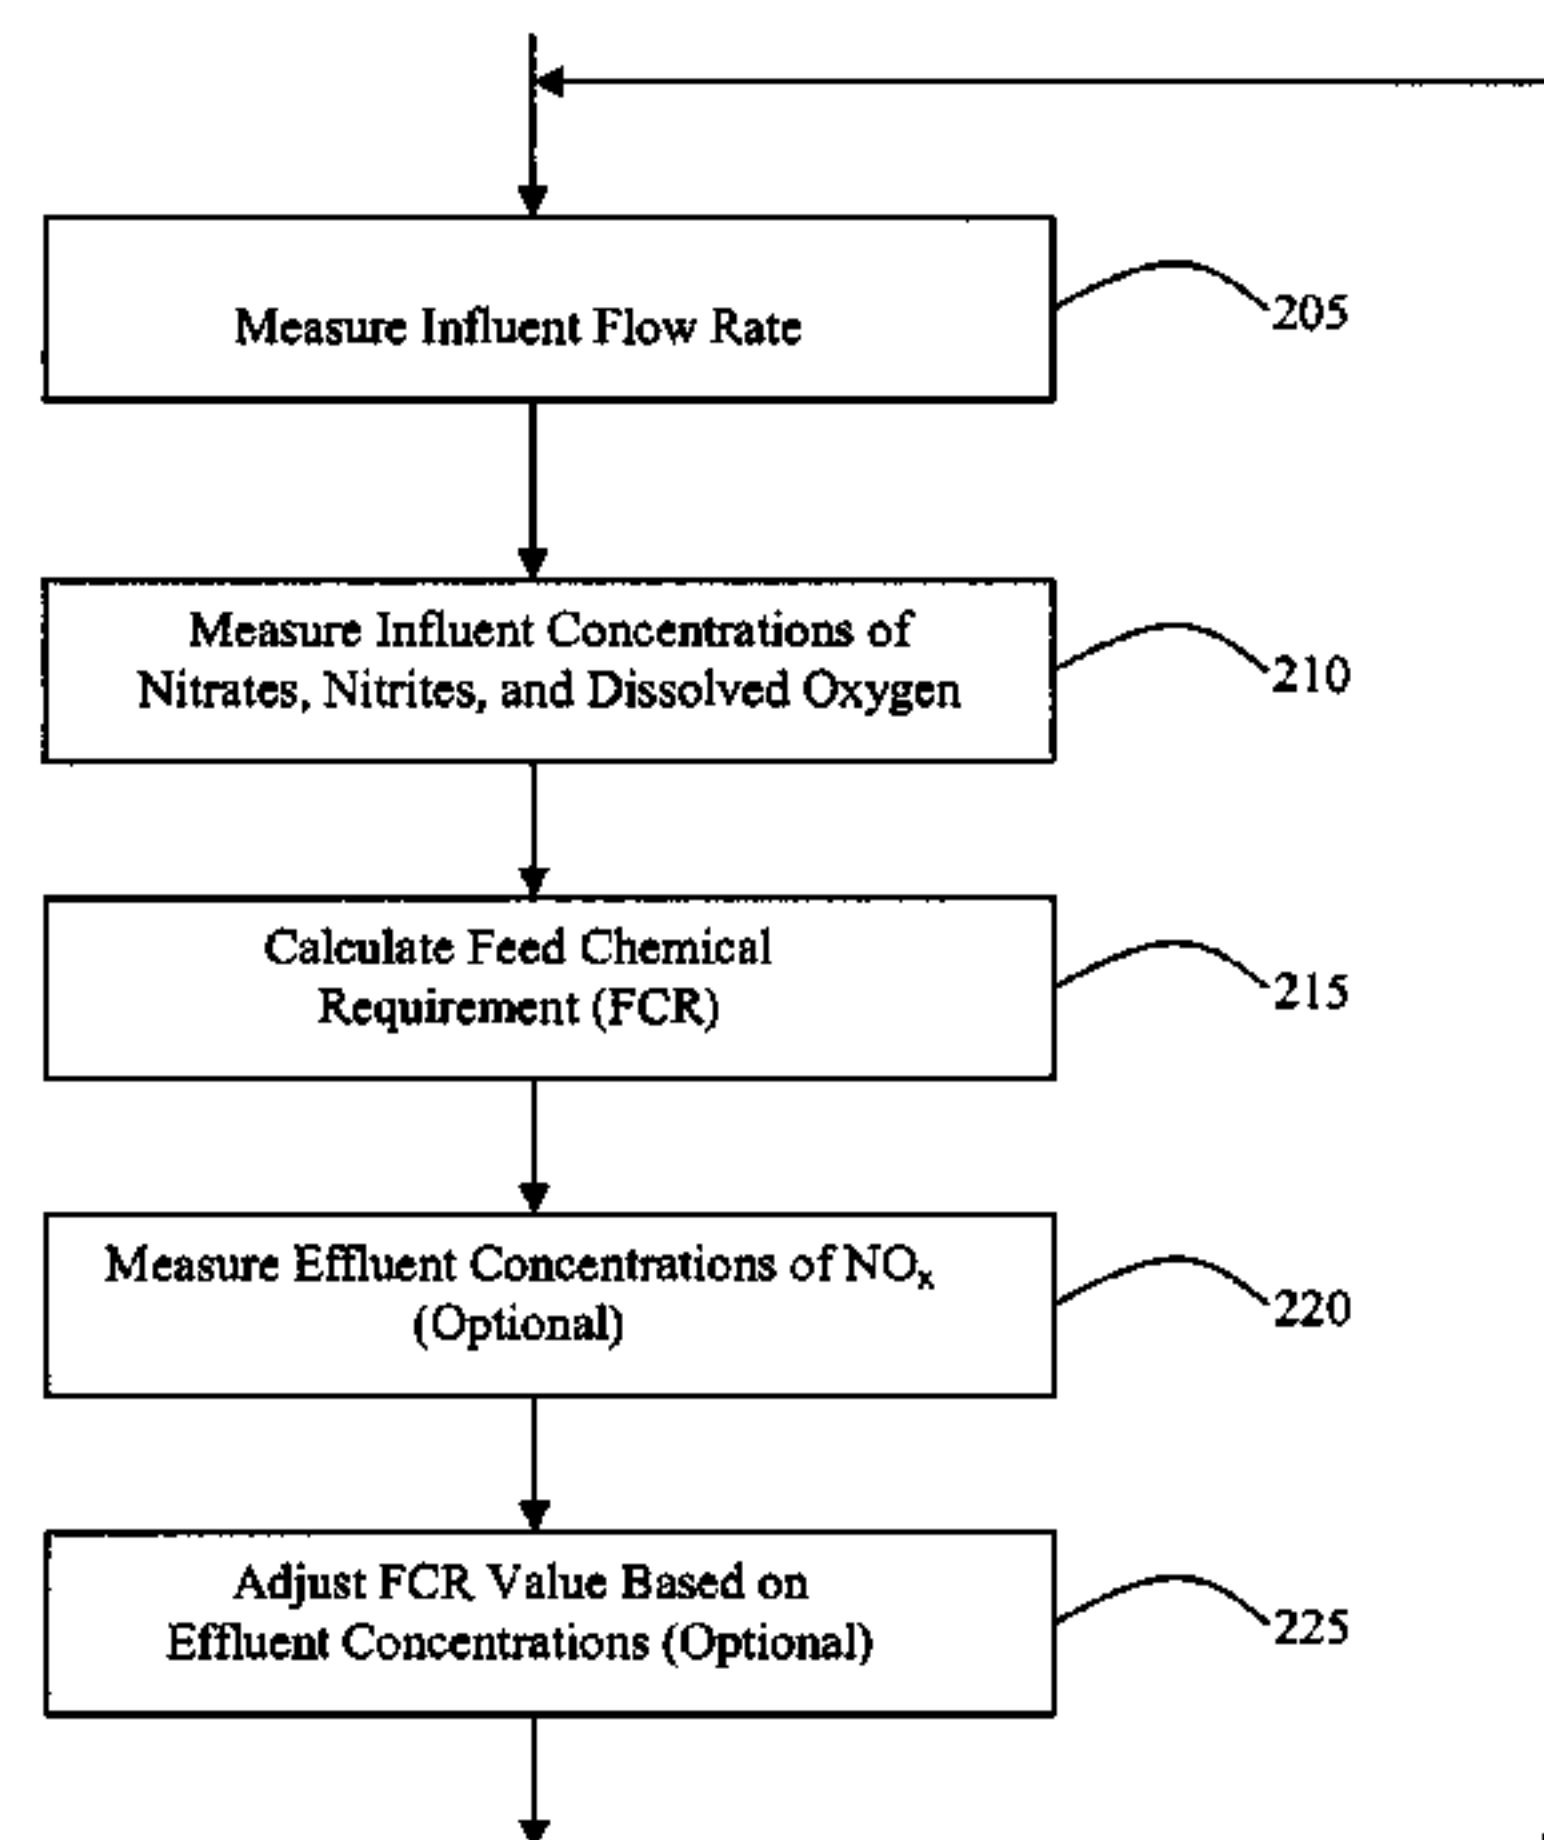 Measure Influent Flow Rate
205
Measure Influent Concentrations of
Nitrates, Nitrites, and Dissolved Oxygen
210
Calculate Feed Chemical
Requirement (FCR)
215
Measure Effluent Concentrations of NOₓ
(Optional)
220
Adjust FCR Value Based on
Effluent Concentrations (Optional)
225